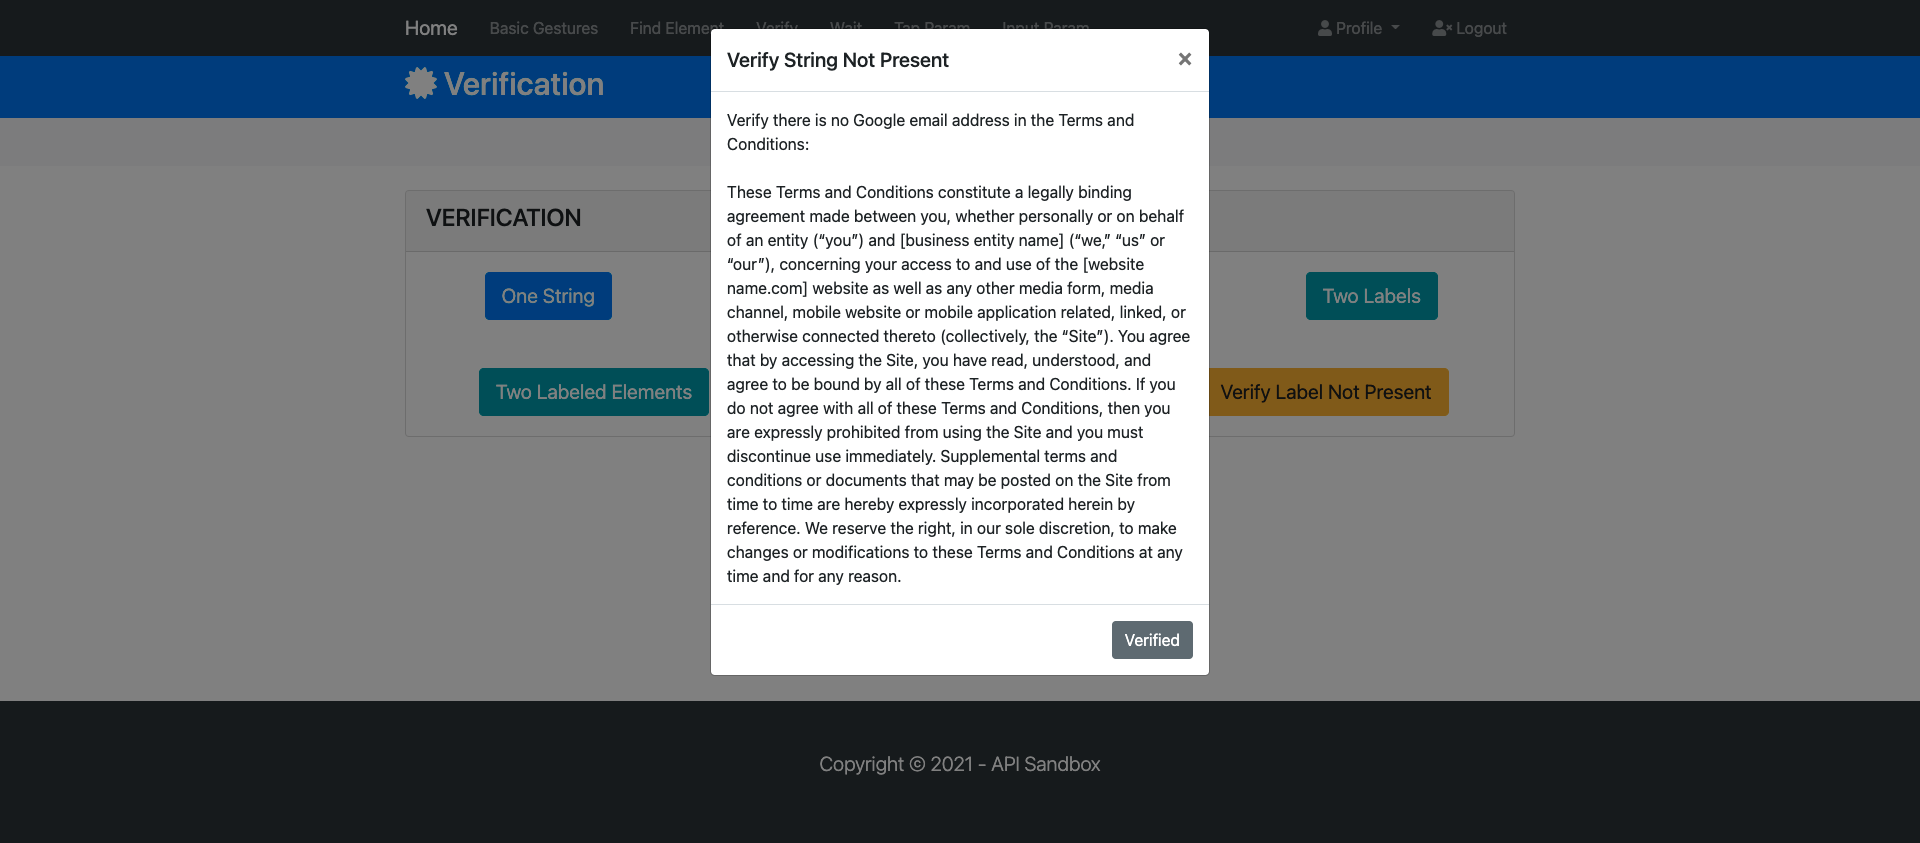 Home Basic Gestures Find Element Verify Wait Tap Param Input Param Profile Logout
Verification
Verify String Not Present ×
Verify there is no Google email address in the Terms and
Conditions:
These Terms and Conditions constitute a legally binding
agreement made between you, whether personally or on behalf
of an entity (“you”) and [business entity name] (“we,” “us” or
“our”), concerning your access to and use of the [website
name.com] website as well as any other media form, media
channel, mobile website or mobile application related, linked, or
otherwise connected thereto (collectively, the “Site”). You agree
that by accessing the Site, you have read, understood, and
agree to be bound by all of these Terms and Conditions. If you
do not agree with all of these Terms and Conditions, then you
are expressly prohibited from using the Site and you must
discontinue use immediately. Supplemental terms and
conditions or documents that may be posted on the Site from
time to time are hereby expressly incorporated herein by
reference. We reserve the right, in our sole discretion, to make
changes or modifications to these Terms and Conditions at any
time and for any reason.
Verified
VERIFICATION
One String Two Labels
Two Labeled Elements Verify Label Not Present
Copyright © 2021 - API Sandbox